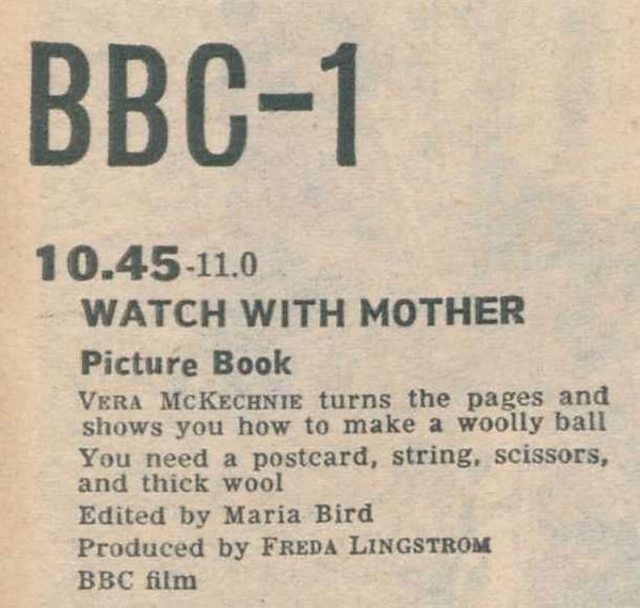 BBC-1
10.45-11.0
WATCH WITH MOTHER
Picture Book
VERA MCKECHNIE turns the pages and
shows you how to make a woolly ball
You need a postcard, string, scissors,
and thick wool
Edited by Maria Bird
Produced by FREDA LINGSTROM
BBC film